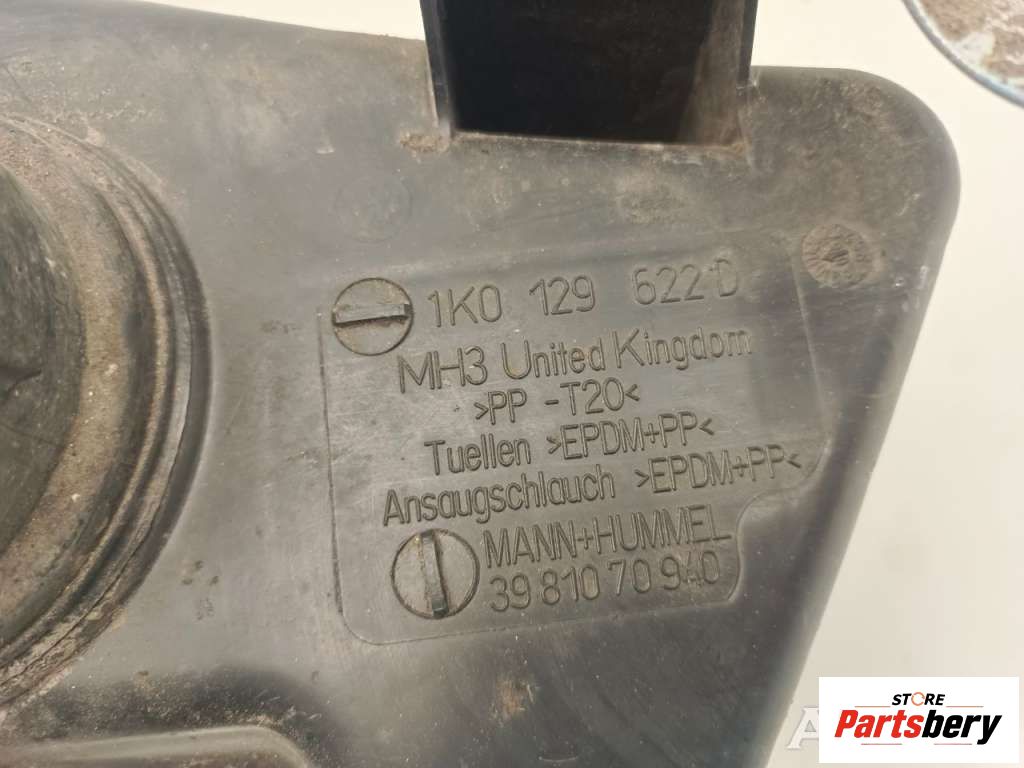 1K0 129 622 D
MH3 United Kingdom
>PP -T20<
Tuellen >EPDM+PP<
Ansaugschlauch >EPDM+PP<
MANN+HUMMEL
39 810 70 940
STORE
Partsbery